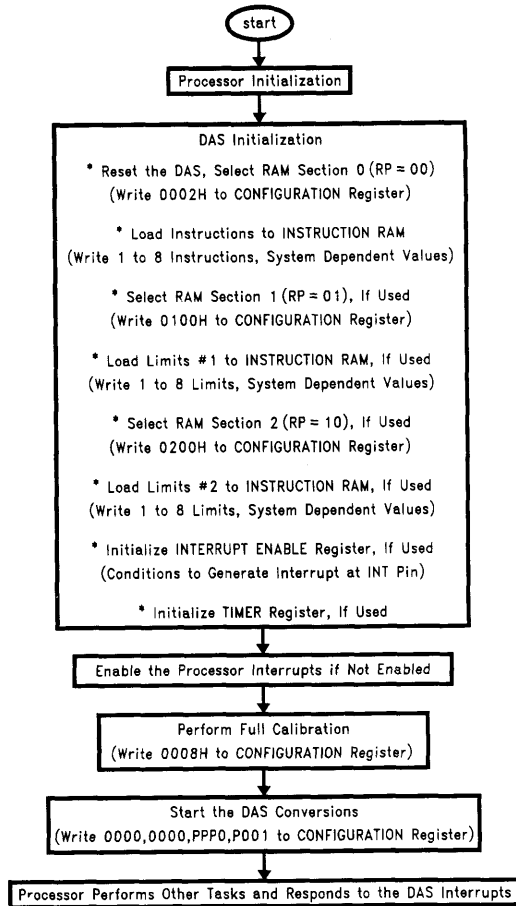 start
Processor Initialization
DAS Initialization
* Reset the DAS, Select RAM Section 0 (RP = 00)
(Write 0002H to CONFIGURATION Register)
* Load Instructions to INSTRUCTION RAM
(Write 1 to 8 Instructions, System Dependent Values)
* Select RAM Section 1 (RP = 01), If Used
(Write 0100H to CONFIGURATION Register)
* Load Limits #1 to INSTRUCTION RAM, If Used
(Write 1 to 8 Limits, System Dependent Values)
* Select RAM Section 2 (RP = 10), If Used
(Write 0200H to CONFIGURATION Register)
* Load Limits #2 to INSTRUCTION RAM, If Used
(Write 1 to 8 Limits, System Dependent Values)
* Initialize INTERRUPT ENABLE Register, If Used
(Conditions to Generate Interrupt at INT Pin)
* Initialize TIMER Register, If Used
Enable the Processor Interrupts if Not Enabled
Perform Full Calibration
(Write 0008H to CONFIGURATION Register)
Start the DAS Conversions
(Write 0000,0000,PPP0,P001 to CONFIGURATION Register)
Processor Performs Other Tasks and Responds to the DAS Interrupts